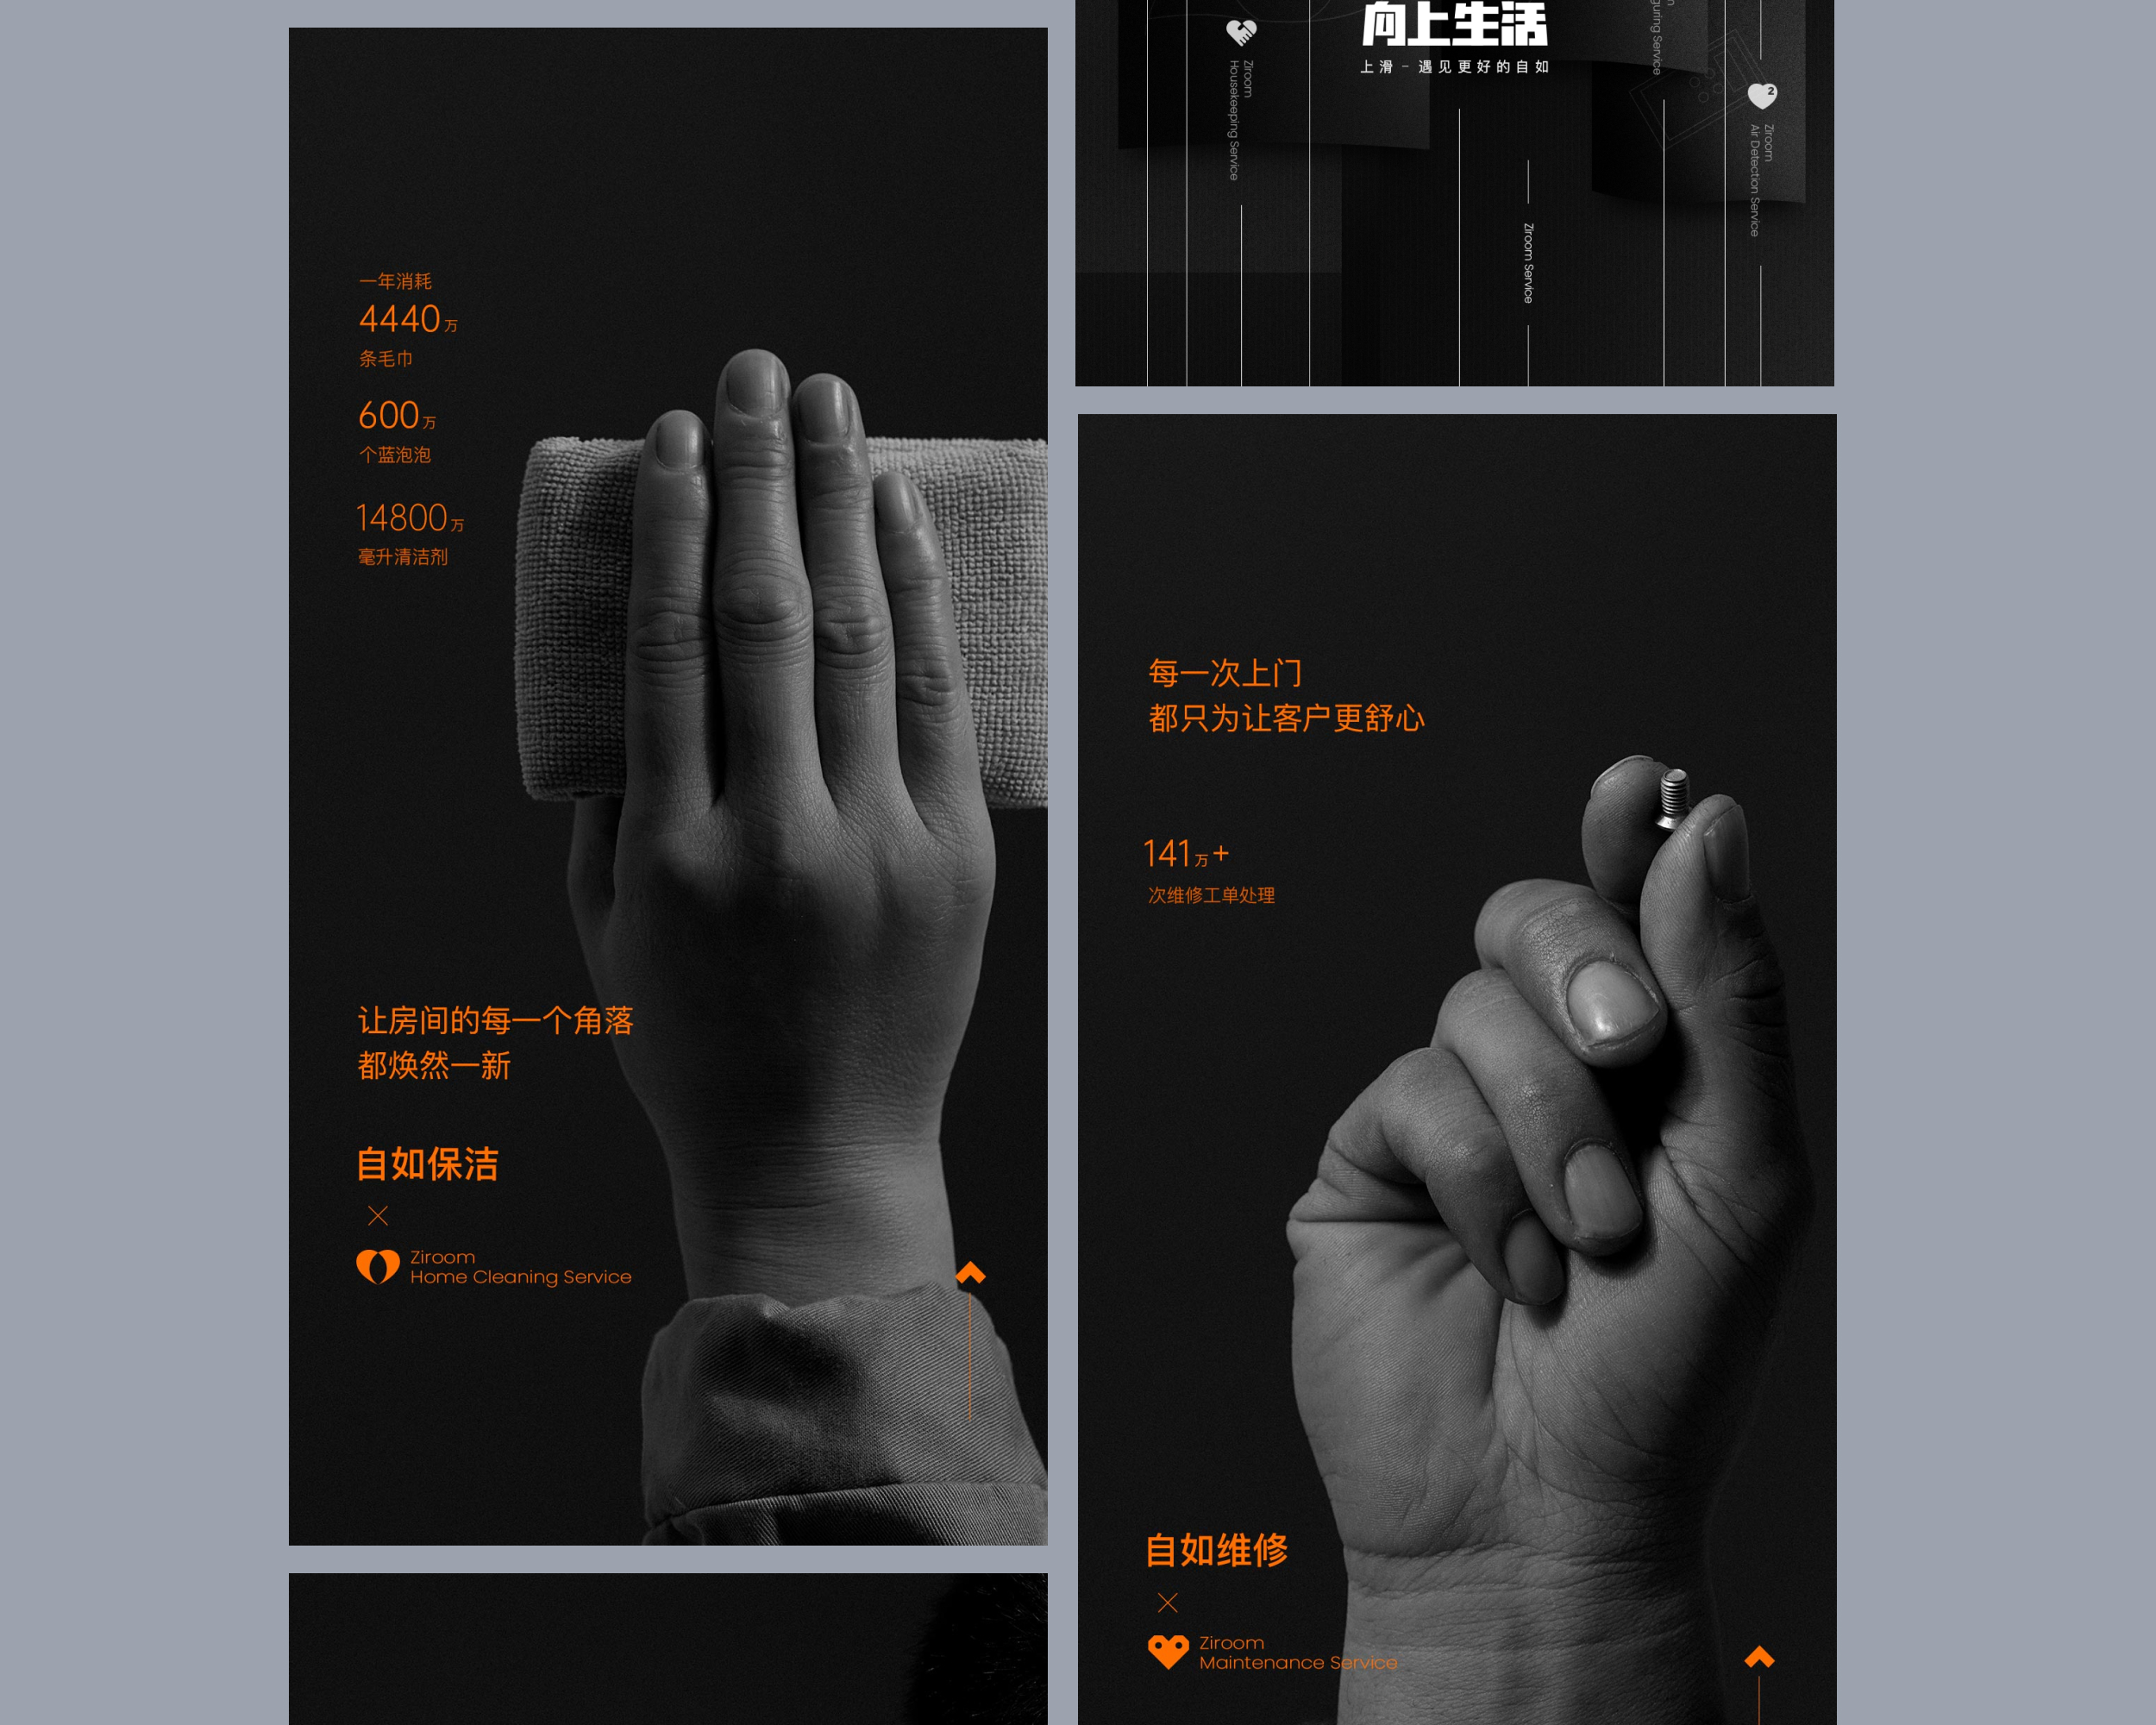 一年消耗
4440万
条毛巾
600万
个蓝泡泡
14800万
毫升清洁剂
让房间的每一个角落
都焕然一新
自如保洁
×
Ziroom
Home Cleaning Service
向上生活
上滑 - 遇见更好的自如
Ziroom
Housekeeping Service
Ziroom Service
guring Service
2
Ziroom
Air Detection Service
每一次上门
都只为让客户更舒心
141万+
次维修工单处理
自如维修
×
Ziroom
Maintenance Service